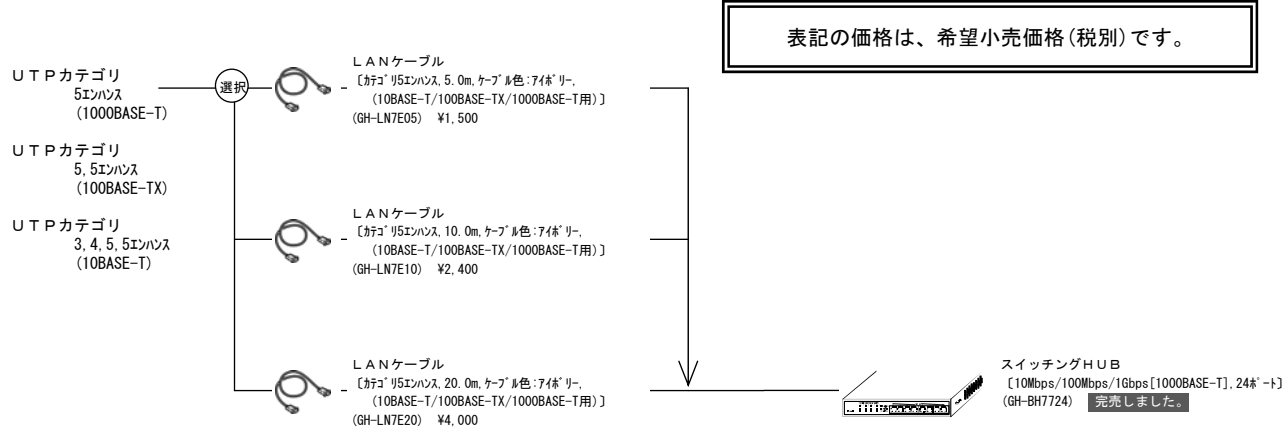 表記の価格は、希望小売価格(税別)です。
UTPカテゴリ
5エンハンス
(1000BASE-T)
UTPカテゴリ
5,5エンハンス
(100BASE-TX)
UTPカテゴリ
3,4,5,5エンハンス
(10BASE-T)
選択
LANケーブル
〔カテゴリ5エンハンス,5.0m,ケーブル色:アイボリー,
(10BASE-T/100BASE-TX/1000BASE-T用)〕
(GH-LN7E05) ¥1,500
LANケーブル
〔カテゴリ5エンハンス,10.0m,ケーブル色:アイボリー,
(10BASE-T/100BASE-TX/1000BASE-T用)〕
(GH-LN7E10) ¥2,400
LANケーブル
〔カテゴリ5エンハンス,20.0m,ケーブル色:アイボリー,
(10BASE-T/100BASE-TX/1000BASE-T用)〕
(GH-LN7E20) ¥4,000
スイッチングHUB
〔10Mbps/100Mbps/1Gbps[1000BASE-T],24ポート〕
(GH-BH7724) 完売しました。